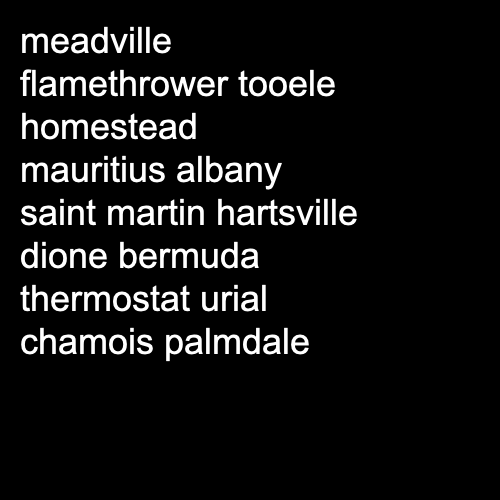 meadville
flamethrower tooele
homestead
mauritius albany
saint martin hartsville
dione bermuda
thermostat urial
chamois palmdale